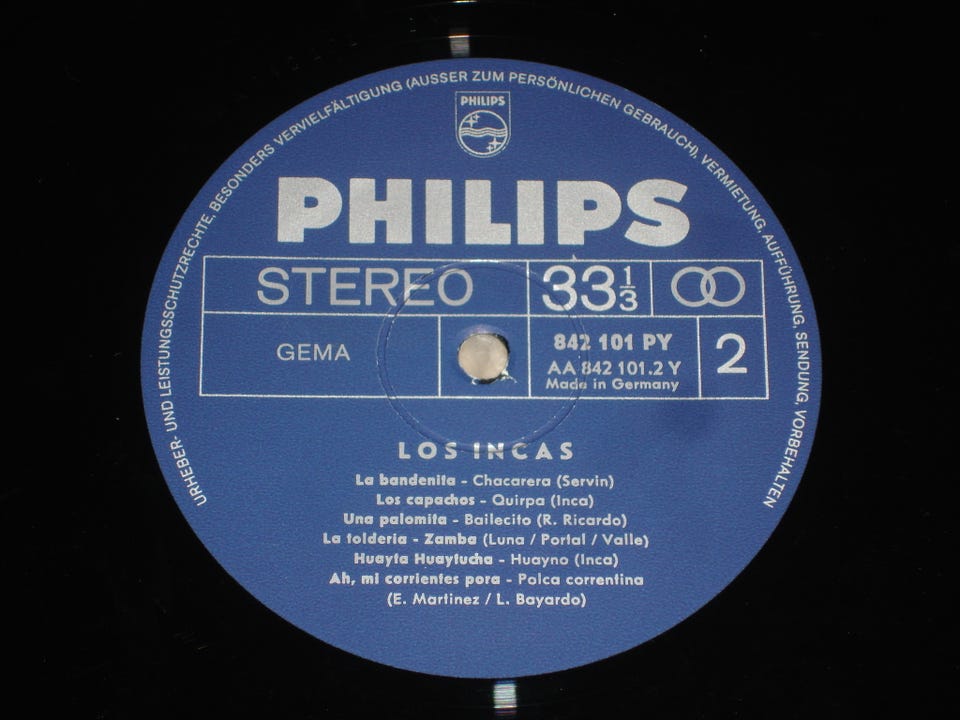 URHEBER- UND LEISTUNGSSCHUTZRECHTE, BESONDERS VERVIELFÄLTIGUNG (AUSSER ZUM PERSÖNLICHEN GEBRAUCH), VERMIETUNG, AUFFÜHRUNG, SENDUNG, VORBEHALTEN
PHILIPS
PHILIPS
STEREO 33 1/3
GEMA 842 101 PY 2
AA 842 101.2 Y
Made in Germany
LOS INCAS
La bandenita - Chacarera (Servin)
Los capachos - Quirpa (Inca)
Una palomita - Bailecito (R. Ricardo)
La tolderia - Zamba (Luna / Portal / Valle)
Huayta Huaytucha - Huayno (Inca)
Ah, mi corrientes pora - Polca correntina
(E. Martinez / L. Bayardo)